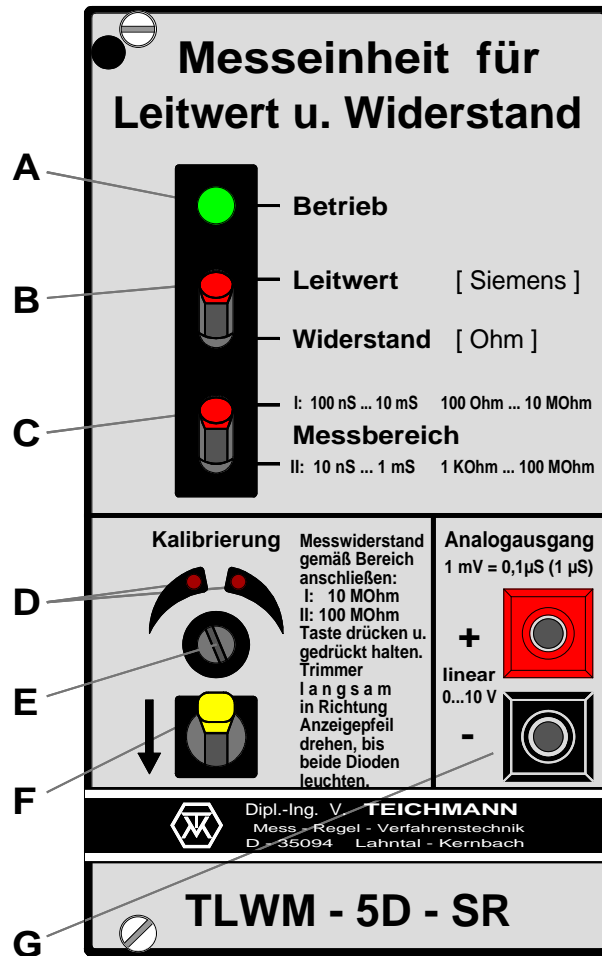 Messeinheit für
Leitwert u. Widerstand
A
Betrieb
B
Leitwert [ Siemens ]
Widerstand [ Ohm ]
C
I: 100 nS ... 10 mS 100 Ohm ... 10 MOhm
Messbereich
II: 10 nS ... 1 mS 1 KOhm ... 100 MOhm
Kalibrierung
D
E
F
Messwiderstand
gemäß Bereich
anschließen:
I: 10 MOhm
II: 100 MOhm
Taste drücken u.
gedrückt halten.
Trimmer
l a n g s a m
in Richtung
Anzeigepfeil
drehen, bis
beide Dioden
leuchten.
Analogausgang
1 mV = 0,1µS (1 µS)
+
linear
0...10 V
-
Dipl.-Ing. V. TEICHMANN
Mess - Regel - Verfahrenstechnik
D - 35094 Lahntal - Kernbach
TLWM - 5D - SR
G